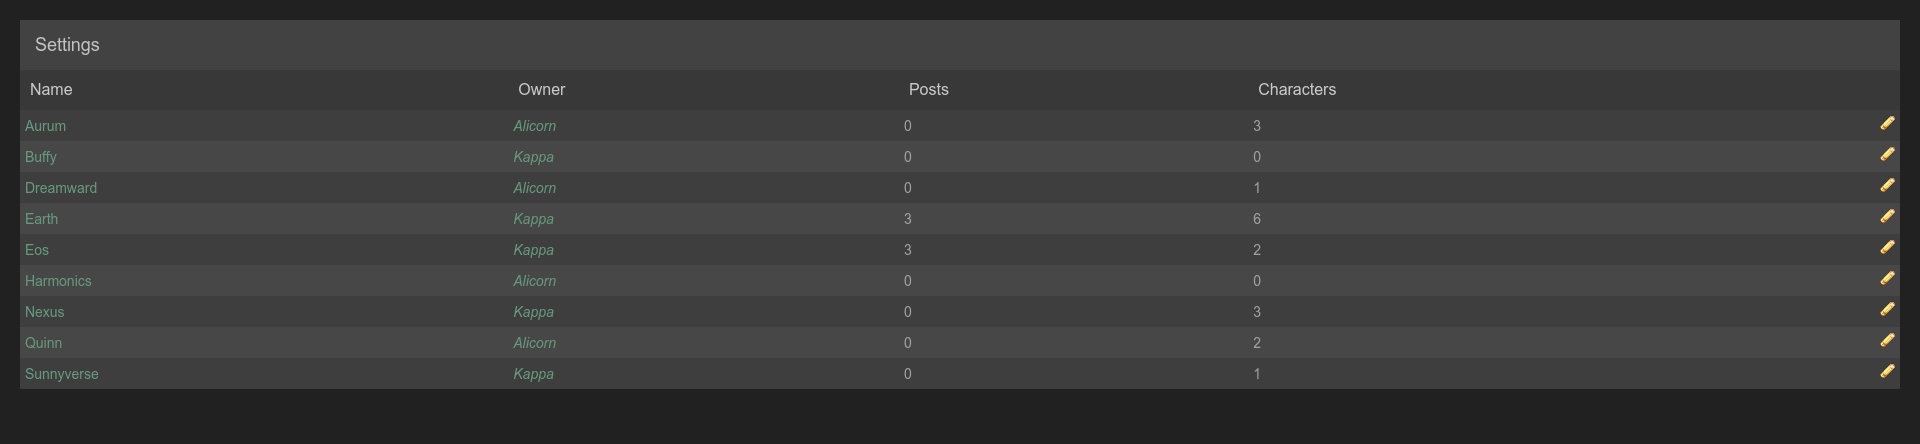 Settings
Name Owner Posts Characters
Aurum Alicorn 0 3
Buffy Kappa 0 0
Dreamward Alicorn 0 1
Earth Kappa 3 6
Eos Kappa 3 2
Harmonics Alicorn 0 0
Nexus Kappa 0 3
Quinn Alicorn 0 2
Sunnyverse Kappa 0 1